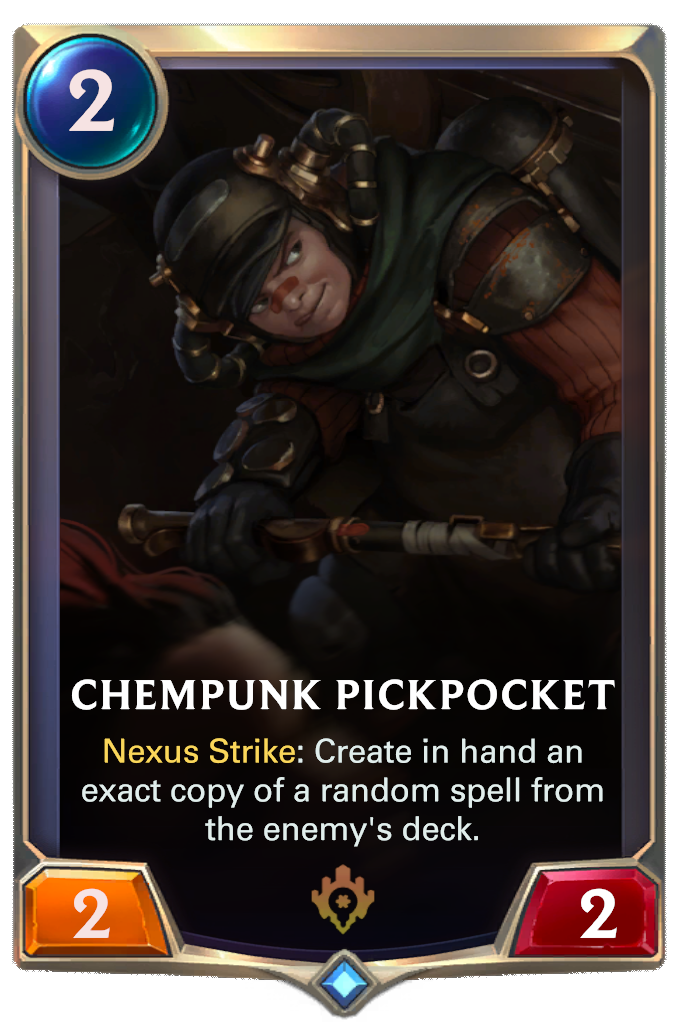 2
CHEMPUNK PICKPOCKET
Nexus Strike: Create in hand an
exact copy of a random spell from
the enemy's deck.
2
2